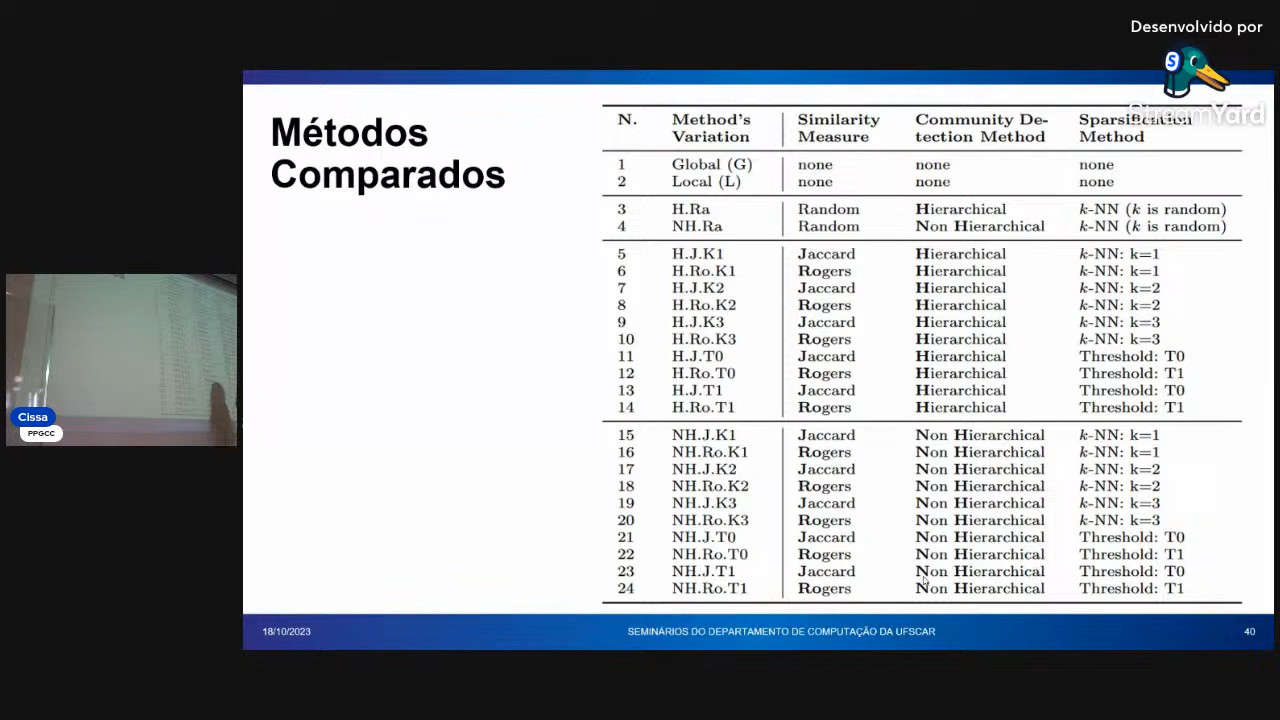 Desenvolvido por
S
StreamYard
Métodos
Comparados
N. Method's Variation Similarity Measure Community De-tection Method Sparsification Method
1 Global (G) none none none
2 Local (L) none none none
3 H.Ra Random Hierarchical k-NN (k is random)
4 NH.Ra Random Non Hierarchical k-NN (k is random)
5 H.J.K1 Jaccard Hierarchical k-NN: k=1
6 H.Ro.K1 Rogers Hierarchical k-NN: k=1
7 H.J.K2 Jaccard Hierarchical k-NN: k=2
8 H.Ro.K2 Rogers Hierarchical k-NN: k=2
9 H.J.K3 Jaccard Hierarchical k-NN: k=3
10 H.Ro.K3 Rogers Hierarchical k-NN: k=3
11 H.J.T0 Jaccard Hierarchical Threshold: T0
12 H.Ro.T0 Rogers Hierarchical Threshold: T1
13 H.J.T1 Jaccard Hierarchical Threshold: T0
14 H.Ro.T1 Rogers Hierarchical Threshold: T1
15 NH.J.K1 Jaccard Non Hierarchical k-NN: k=1
16 NH.Ro.K1 Rogers Non Hierarchical k-NN: k=1
17 NH.J.K2 Jaccard Non Hierarchical k-NN: k=2
18 NH.Ro.K2 Rogers Non Hierarchical k-NN: k=2
19 NH.J.K3 Jaccard Non Hierarchical k-NN: k=3
20 NH.Ro.K3 Rogers Non Hierarchical k-NN: k=3
21 NH.J.T0 Jaccard Non Hierarchical Threshold: T0
22 NH.Ro.T0 Rogers Non Hierarchical Threshold: T1
23 NH.J.T1 Jaccard Non Hierarchical Threshold: T0
24 NH.Ro.T1 Rogers Non Hierarchical Threshold: T1
Cissa
PPGCC
18/10/2023 SEMINÁRIOS DO DEPARTAMENTO DE COMPUTAÇÃO DA UFSCAR 40